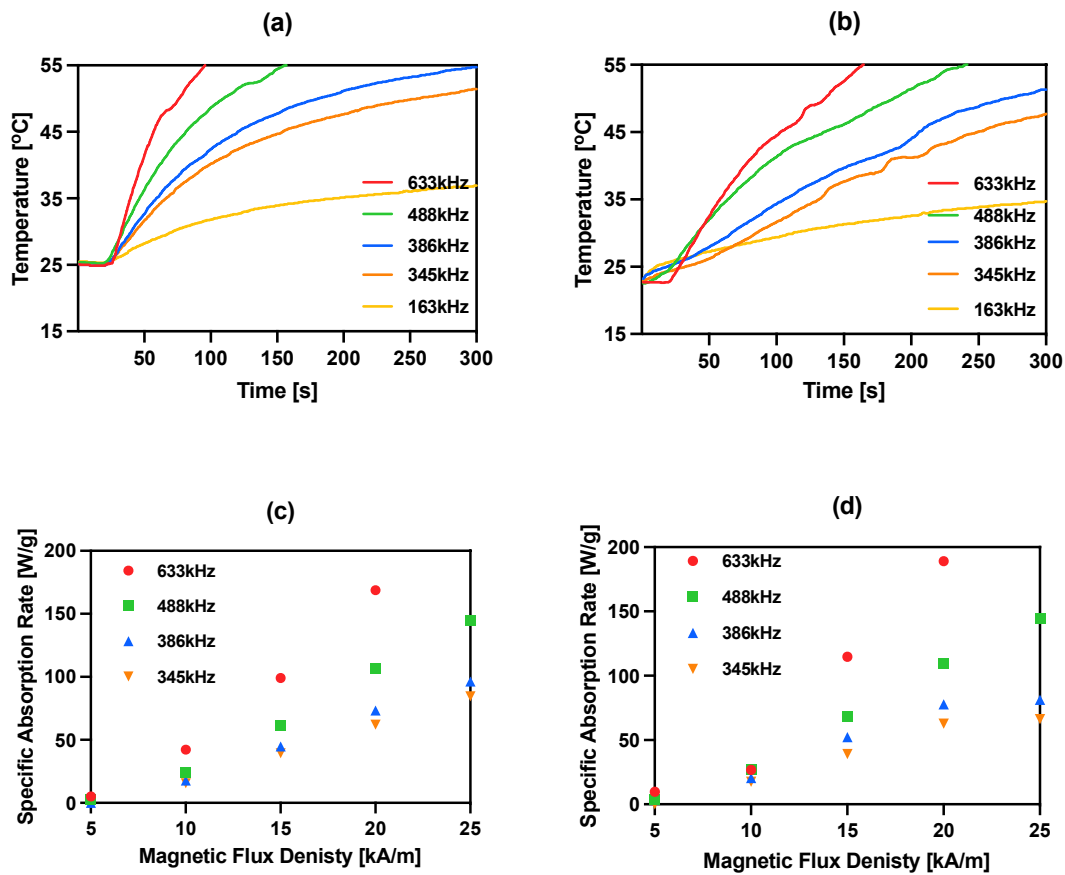 (a)
Temperature [ºC]
55
45
35
25
15
50
100
150
200
250
300
Time [s]
633kHz
488kHz
386kHz
345kHz
163kHz
(b)
Temperature [ºC]
55
45
35
25
15
50
100
150
200
250
300
Time [s]
633kHz
488kHz
386kHz
345kHz
163kHz
(c)
Specific Absorption Rate [W/g]
200
150
100
50
0
5
10
15
20
25
Magnetic Flux Denisty [kA/m]
633kHz
488kHz
386kHz
345kHz
(d)
Specific Absorption Rate [W/g]
200
150
100
50
0
5
10
15
20
25
Magnetic Flux Denisty [kA/m]
633kHz
488kHz
386kHz
345kHz